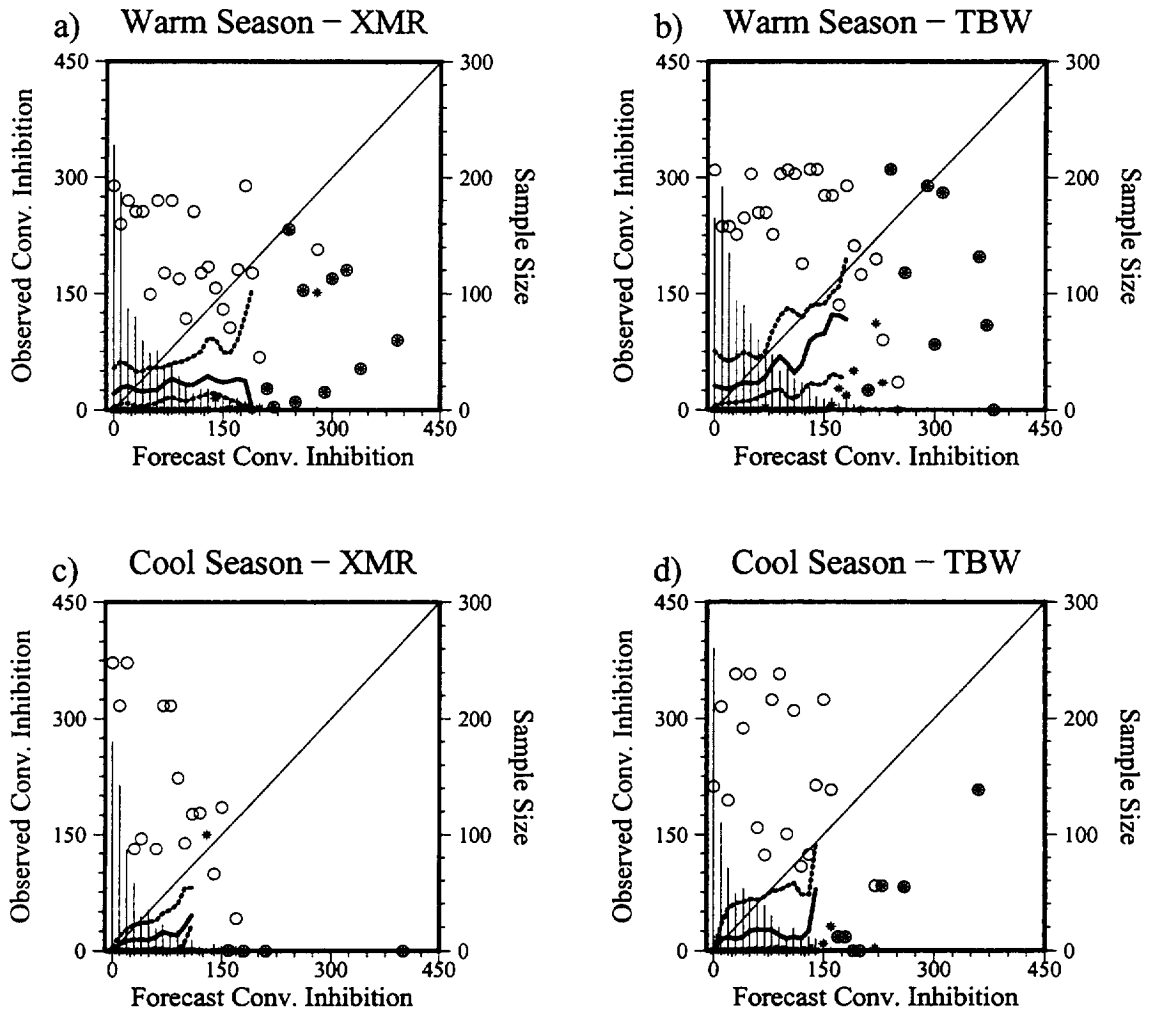 a) Warm Season – XMR
450
300
150
0
300
200
100
0
0 150 300 450
Observed Conv. Inhibition
Sample Size
Forecast Conv. Inhibition
b) Warm Season – TBW
450
300
150
0
300
200
100
0
0 150 300 450
Observed Conv. Inhibition
Sample Size
Forecast Conv. Inhibition
c) Cool Season – XMR
450
300
150
0
300
200
100
0
0 150 300 450
Observed Conv. Inhibition
Sample Size
Forecast Conv. Inhibition
d) Cool Season – TBW
450
300
150
0
300
200
100
0
0 150 300 450
Observed Conv. Inhibition
Sample Size
Forecast Conv. Inhibition